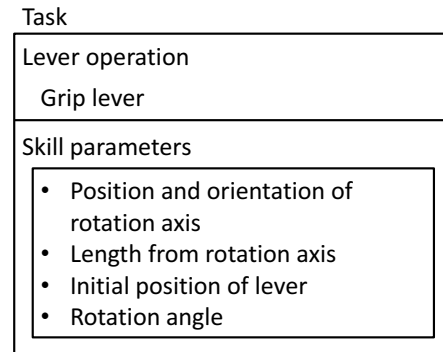 Task
Lever operation
Grip lever
Skill parameters
• Position and orientation of
rotation axis
• Length from rotation axis
• Initial position of lever
• Rotation angle